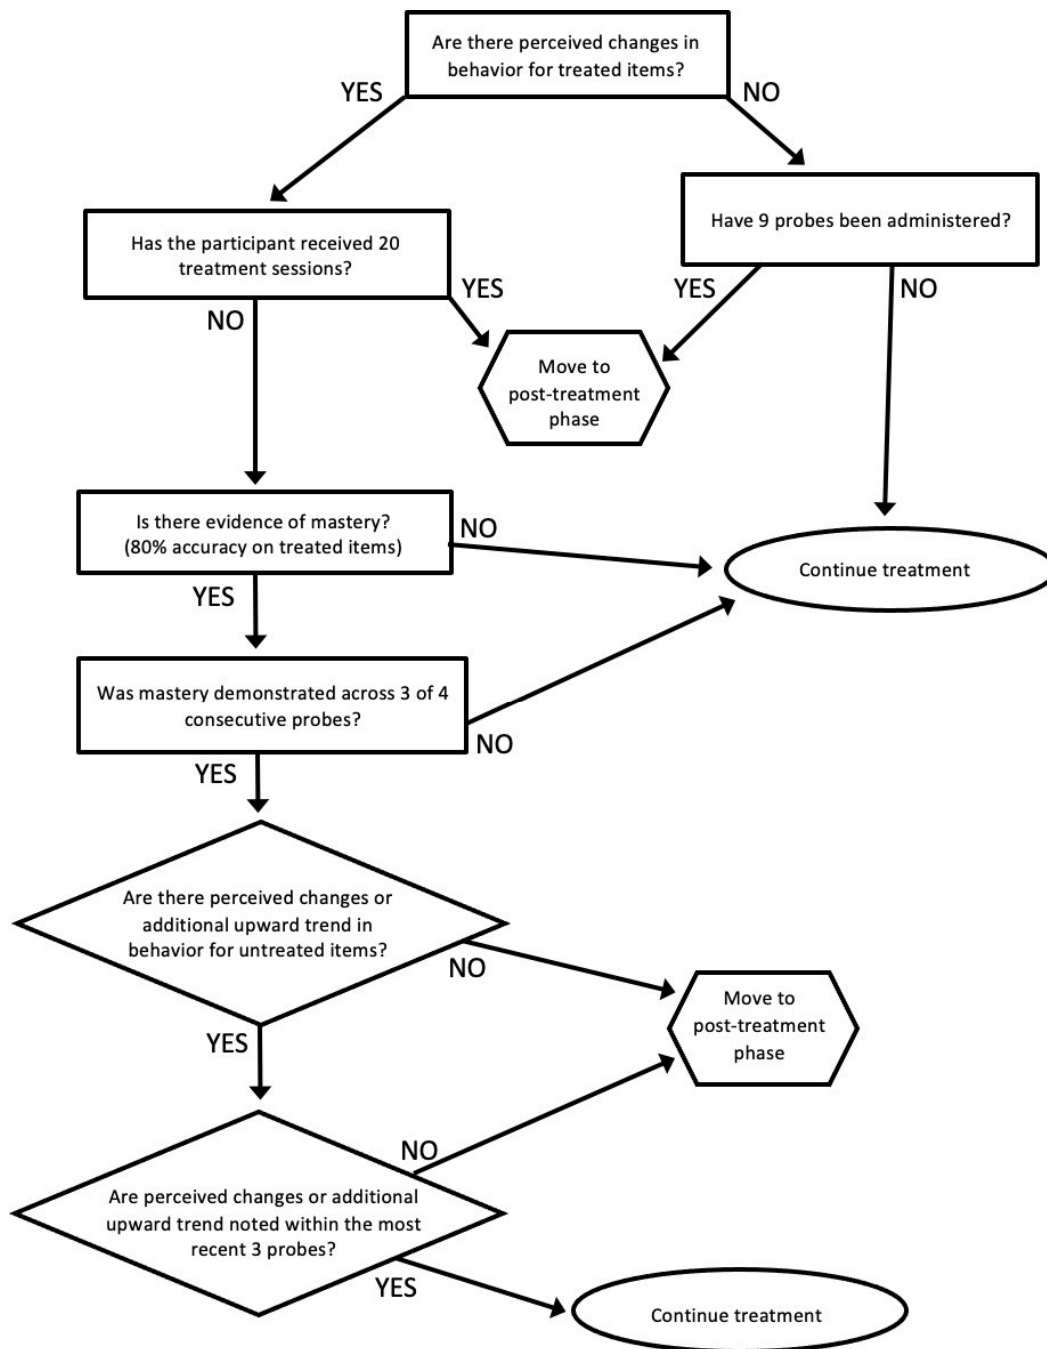 Are there perceived changes in
behavior for treated items?
YES
NO
Has the participant received 20
treatment sessions?
Have 9 probes been administered?
YES
YES
NO
NO
Move to
post-treatment
phase
Is there evidence of mastery?
(80% accuracy on treated items)
NO
Continue treatment
YES
Was mastery demonstrated across 3 of 4
consecutive probes?
NO
YES
Are there perceived changes or
additional upward trend in
behavior for untreated items?
NO
Move to
post-treatment
phase
YES
NO
Are perceived changes or additional
upward trend noted within the most
recent 3 probes?
YES
Continue treatment